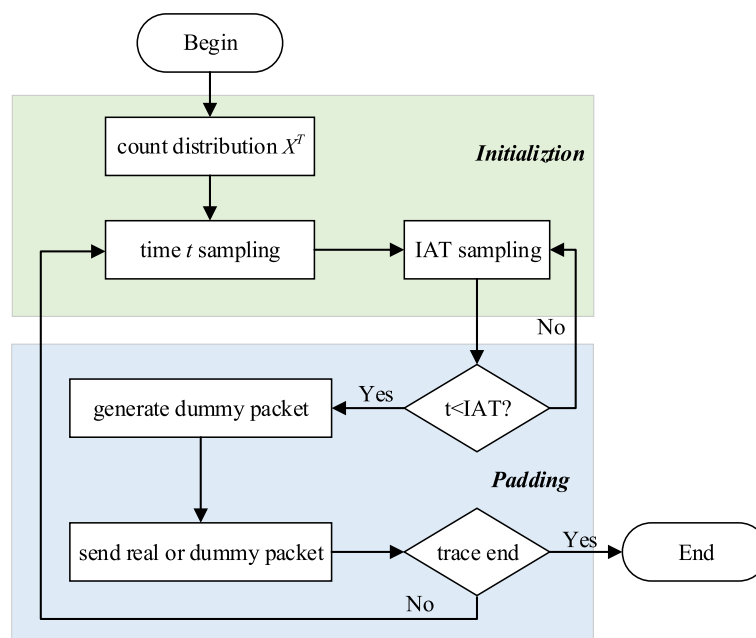 Begin
count distribution X^T
Initializtion
time t sampling
IAT sampling
No
Yes
t<IAT?
generate dummy packet
Padding
send real or dummy packet
trace end
Yes
End
No